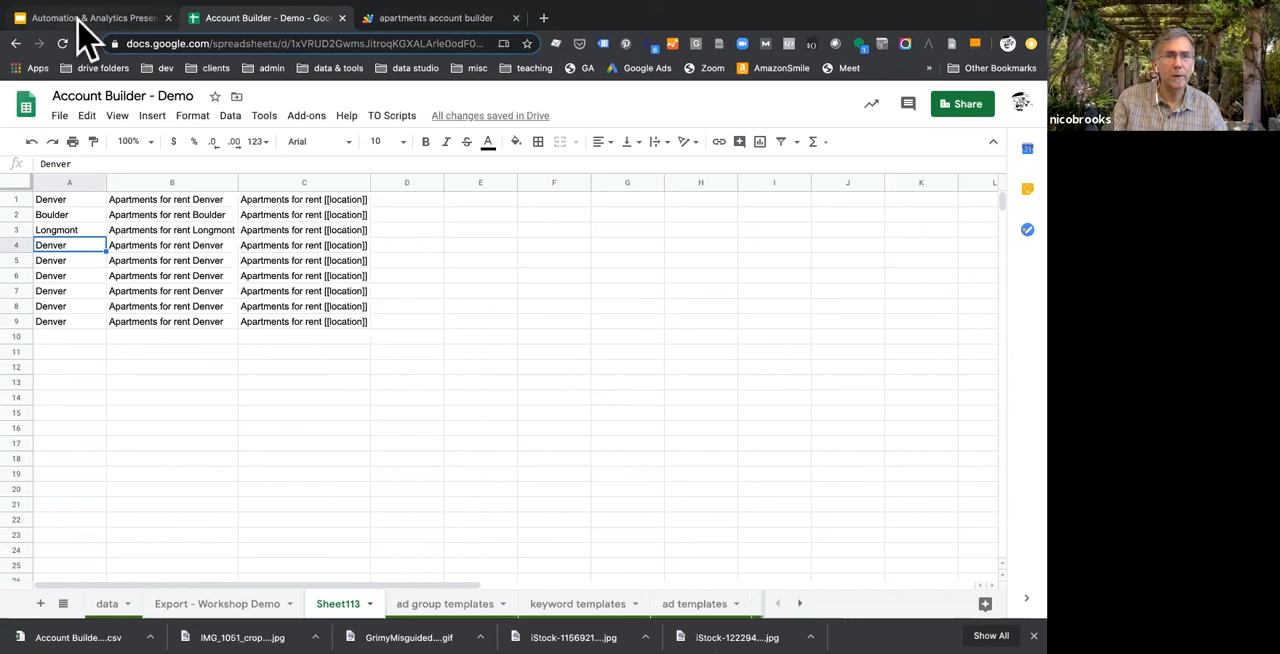 Automation & Analytics Presen
Account Builder - Demo - Goo
apartments account builder
docs.google.com/spreadsheets/d/1xVRUD2GwmsJitroqKGXALArle0odF0...
Apps
drive folders
dev
clients
admin
data & tools
data studio
misc
teaching
GA
Google Ads
Zoom
AmazonSmile
Meet
»
Other Bookmarks
Account Builder - Demo
File Edit View Insert Format Data Tools Add-ons Help TO Scripts All changes saved in Drive
Share
nicobrooks
100% $ % .0 .00 123 Arial 10 B I S A
fx Denver
A B C D E F G H I J K L
1 Denver Apartments for rent Denver Apartments for rent [[location]]
2 Boulder Apartments for rent Boulder Apartments for rent [[location]]
3 Longmont Apartments for rent Longmont Apartments for rent [[location]]
4 Denver Apartments for rent Denver Apartments for rent [[location]]
5 Denver Apartments for rent Denver Apartments for rent [[location]]
6 Denver Apartments for rent Denver Apartments for rent [[location]]
7 Denver Apartments for rent Denver Apartments for rent [[location]]
8 Denver Apartments for rent Denver Apartments for rent [[location]]
9 Denver Apartments for rent Denver Apartments for rent [[location]]
10
11
12
13
14
15
16
17
18
19
20
21
22
23
24
25
26
data Export - Workshop Demo Sheet113 ad group templates keyword templates ad templates
Account Builde....csv IMG_1051_crop....jpg GrimyMisguided....gif iStock-1156921....jpg iStock-122294....jpg Show All